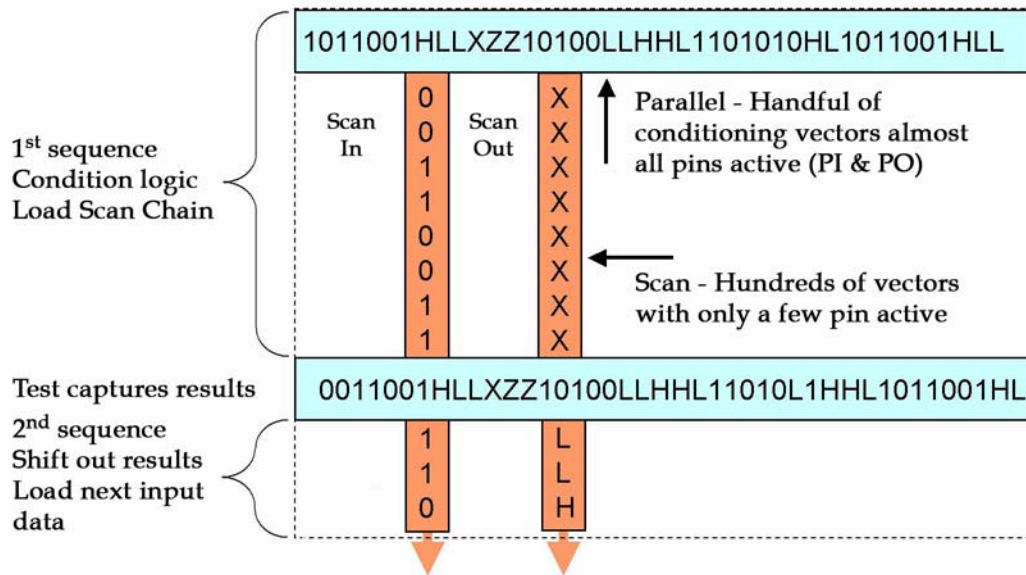 1011001HLLXZZ10100LLHHL1101010HL1011001HLL
1st sequence
Condition logic
Load Scan Chain
Scan
In
0
0
1
1
0
0
1
1
Scan
Out
X
X
X
X
X
X
X
X
Parallel - Handful of
conditioning vectors almost
all pins active (PI & PO)
Scan - Hundreds of vectors
with only a few pin active
Test captures results
0011001HLLXZZ10100LLHHL11010L1HHL1011001HL
2nd sequence
Shift out results
Load next input
data
1
1
0
L
L
H